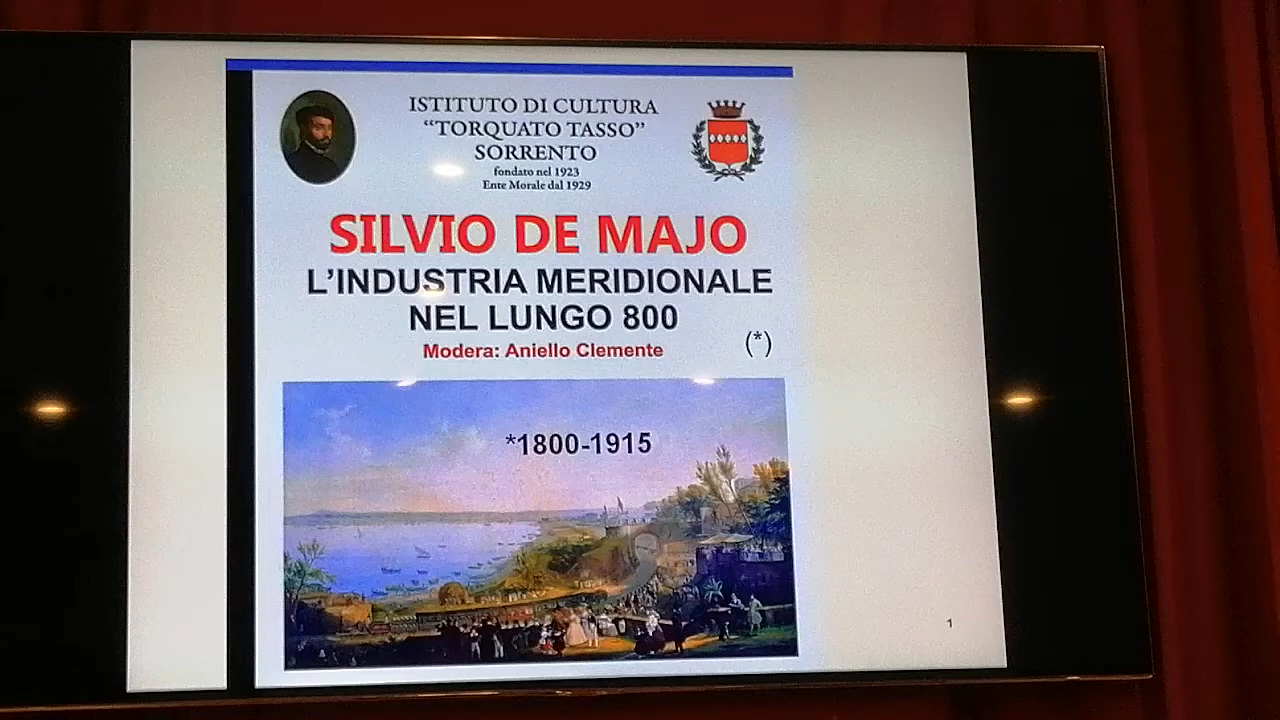 ISTITUTO DI CULTURA
“TORQUATO TASSO”
SORRENTO
fondato nel 1923
Ente Morale dal 1929
SILVIO DE MAJO
L’INDUSTRIA MERIDIONALE
NEL LUNGO 800
(*)
Modera: Aniello Clemente
*1800-1915
1